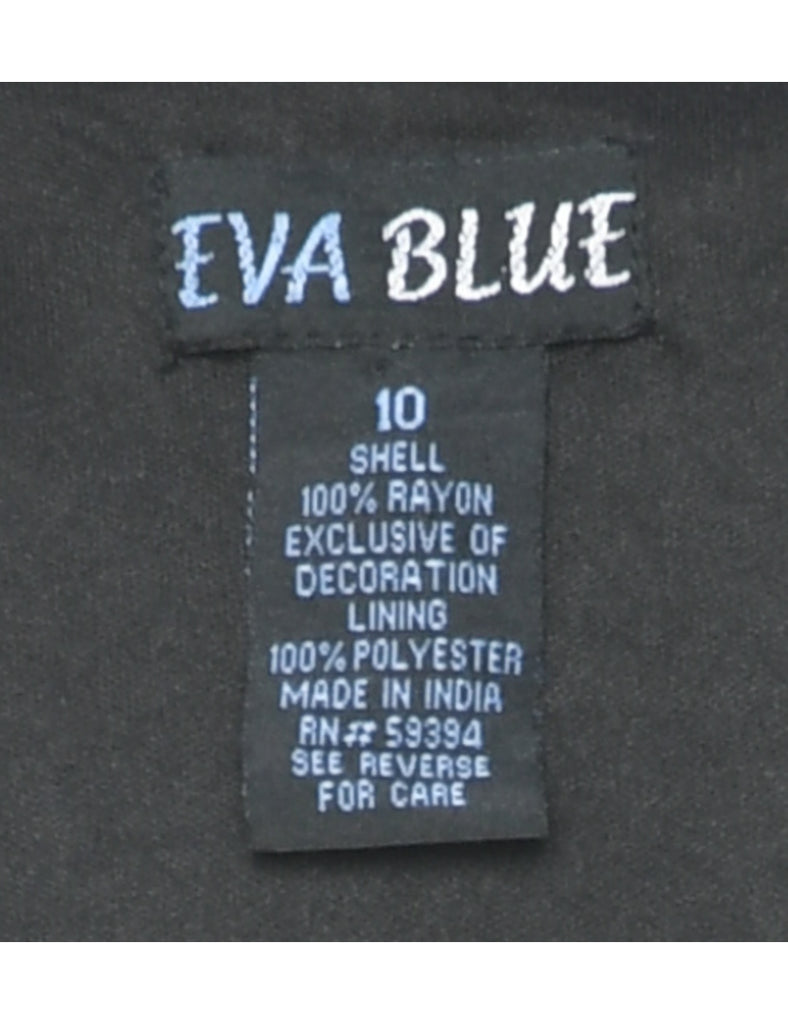 EVA BLUE
10
SHELL
100% RAYON
EXCLUSIVE OF
DECORATION
LINING
100% POLYESTER
MADE IN INDIA
RN# 59394
SEE REVERSE
FOR CARE